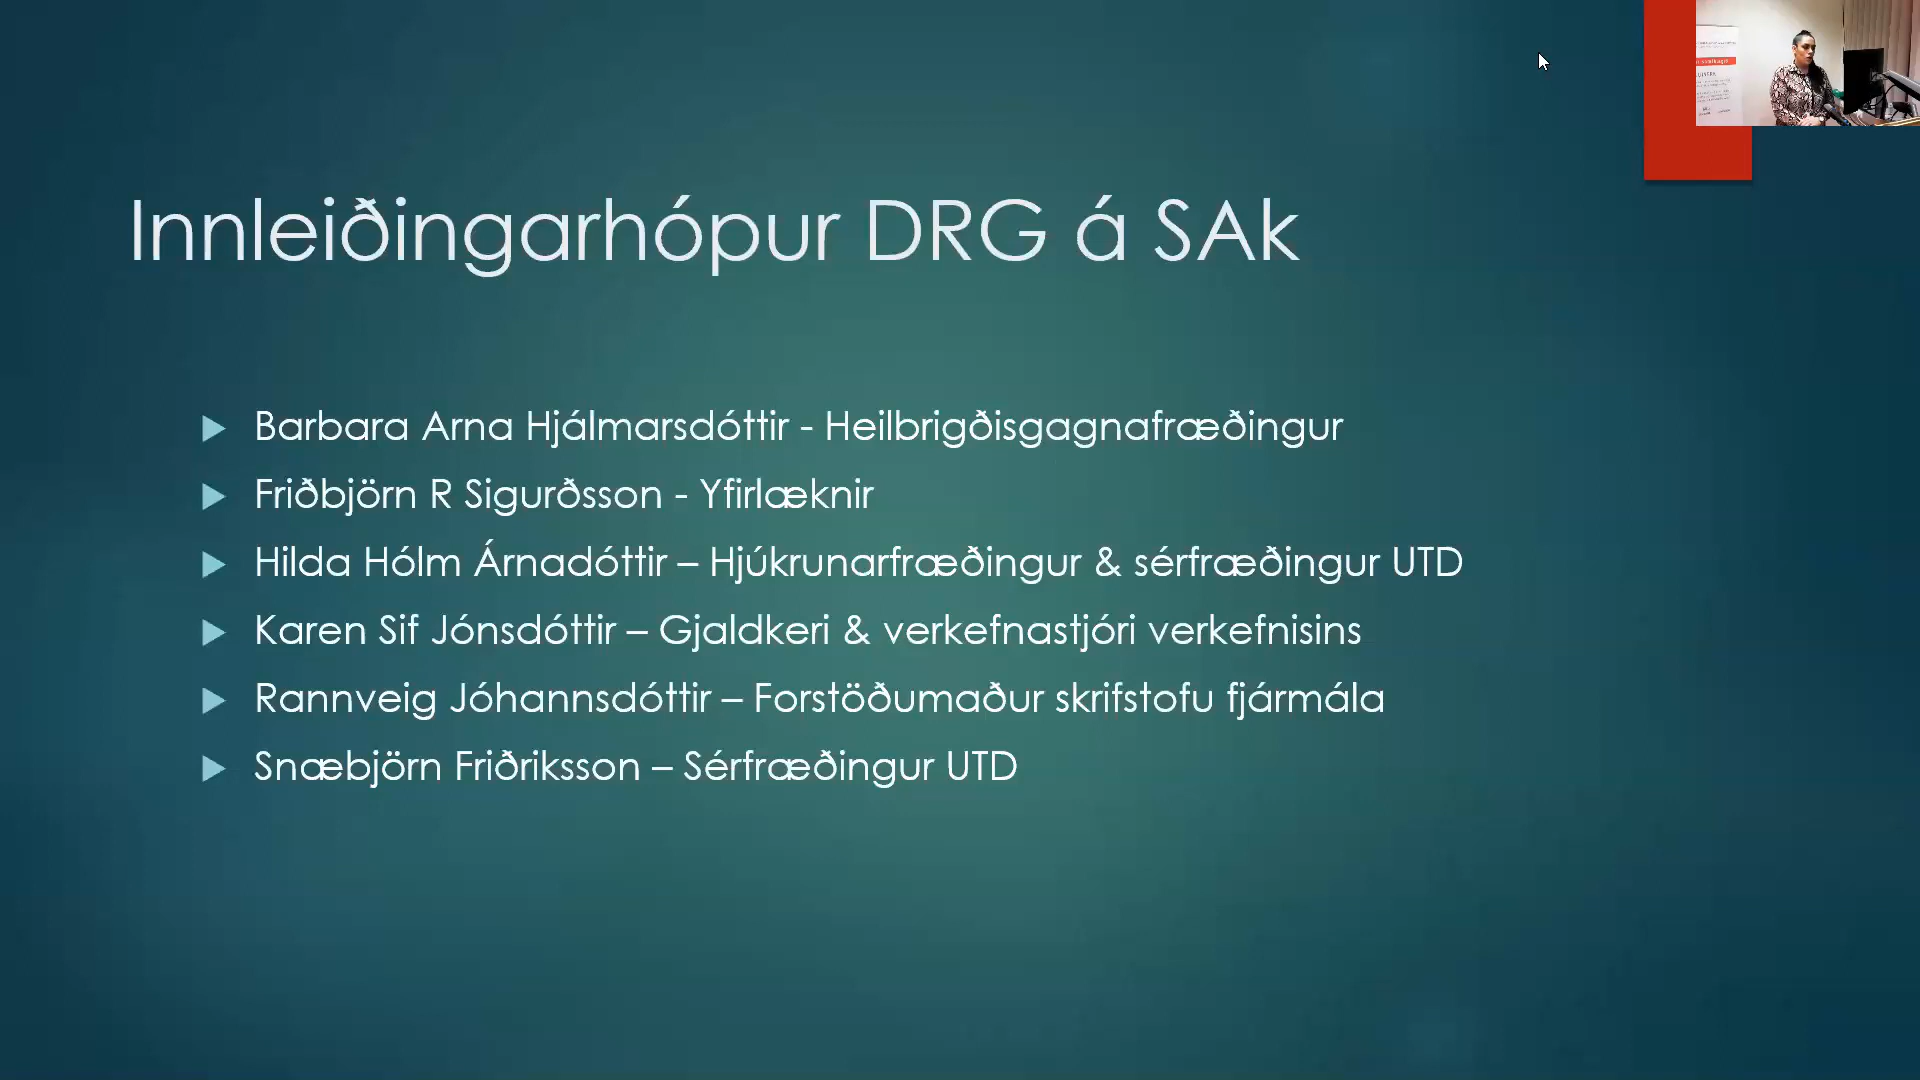 Innleiðingarhópur DRG á SAk
Barbara Arna Hjálmarsdóttir - Heilbrigðisgagnafræðingur
Friðbjörn R Sigurðsson - Yfirlæknir
Hilda Hólm Árnadóttir – Hjúkrunarfræðingur & sérfræðingur UTD
Karen Sif Jónsdóttir – Gjaldkeri & verkefnastjóri verkefnisins
Rannveig Jóhannsdóttir – Forstöðumaður skrifstofu fjármála
Snæbjörn Friðriksson – Sérfræðingur UTD